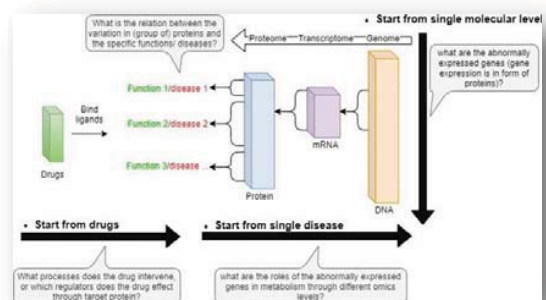 • Start from single molecular level
What is the relation between the
variation in (group of) proteins and
the specific functions/ diseases?
Proteome Transcriptome Genome
what are the abnormally
expressed genes (gene
expression is in form of
proteins)?
Function 1/disease 1
Bind
ligands
Function 2/disease 2
Function 3/disease ...
Drugs
mRNA
Protein
DNA
• Start from drugs
• Start from single disease
What processes does the drug intervene,
or which regulators does the drug effect
through target protein?
what are the roles of the abnormally expressed
genes in metabolism through different omics
levels?